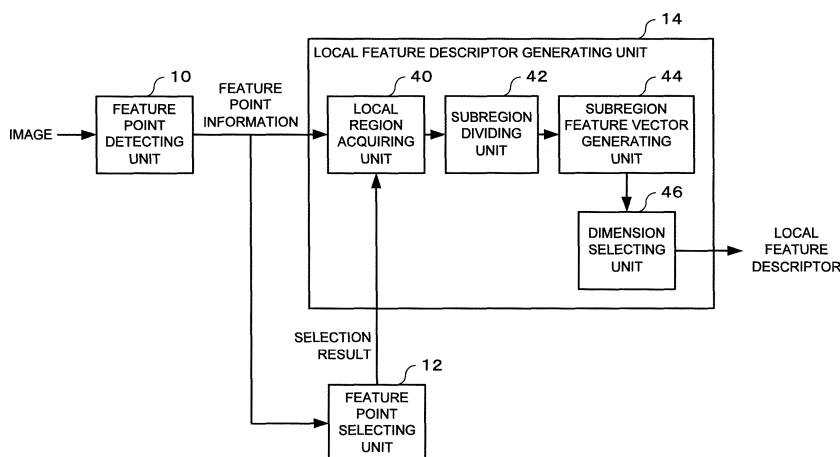 14
LOCAL FEATURE DESCRIPTOR GENERATING UNIT
10
FEATURE
POINT
DETECTING
UNIT
IMAGE
FEATURE
POINT
INFORMATION
40
LOCAL
REGION
ACQUIRING
UNIT
42
SUBREGION
DIVIDING
UNIT
44
SUBREGION
FEATURE VECTOR
GENERATING
UNIT
46
DIMENSION
SELECTING
UNIT
LOCAL
FEATURE
DESCRIPTOR
SELECTION
RESULT
12
FEATURE
POINT
SELECTING
UNIT